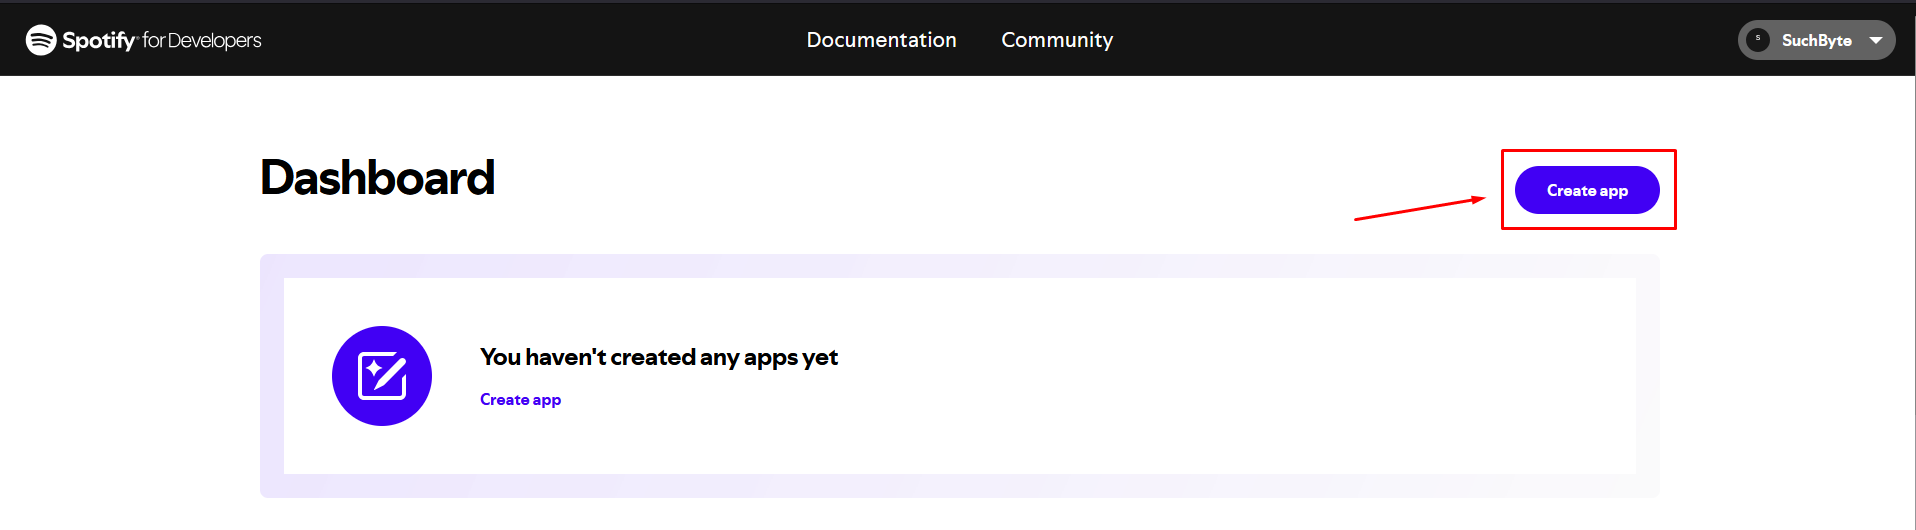 Spotify® for Developers
Documentation
Community
S
SuchByte
Dashboard
Create app
You haven't created any apps yet
Create app